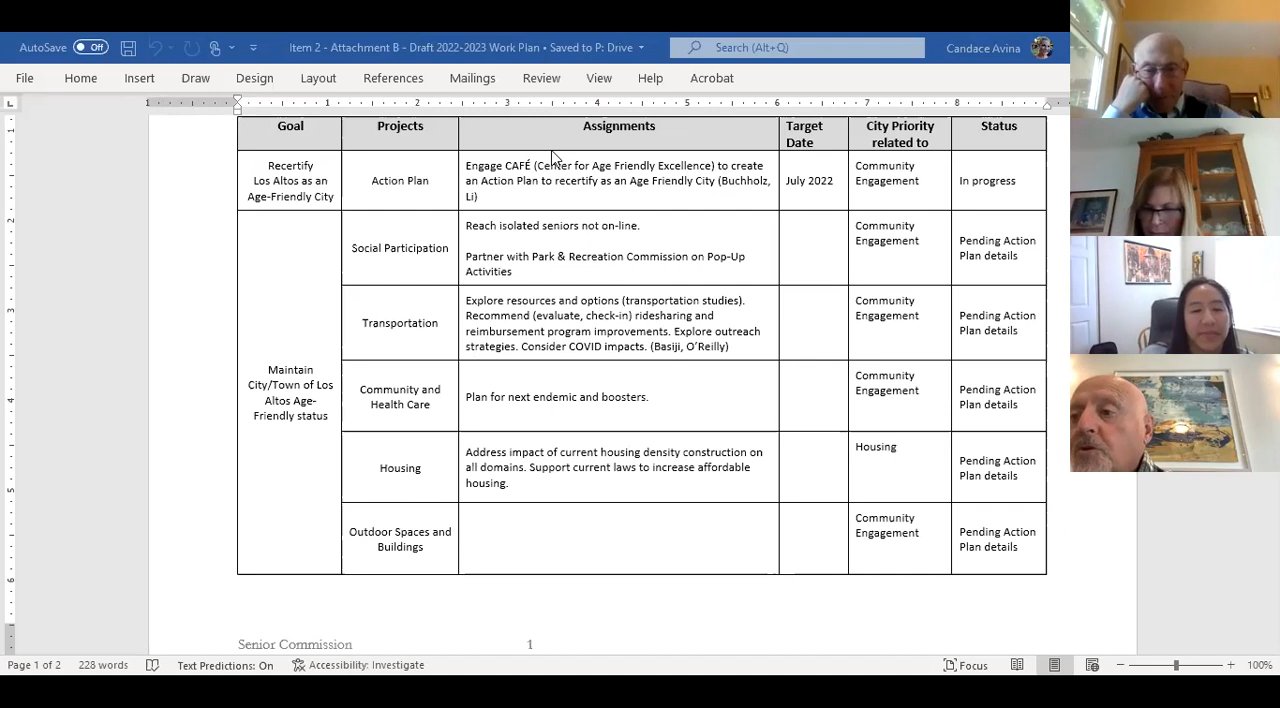 AutoSave Off Item 2 - Attachment B - Draft 2022-2023 Work Plan • Saved to P: Drive Search (Alt+Q) Candace Avina
File Home Insert Draw Design Layout References Mailings Review View Help Acrobat
1 1 2 3 4 5 6 7 8
Goal Projects Assignments Target Date City Priority related to Status
Recertify
Los Altos as an
Age-Friendly City
Action Plan
Engage CAFÉ (Center for Age Friendly Excellence) to create
an Action Plan to recertify as an Age Friendly City (Buchholz,
Li)
July 2022
Community
Engagement
In progress
Maintain
City/Town of Los
Altos Age-
Friendly status
Social Participation
Reach isolated seniors not on-line.
Partner with Park & Recreation Commission on Pop-Up
Activities
Community
Engagement
Pending Action
Plan details
Transportation
Explore resources and options (transportation studies).
Recommend (evaluate, check-in) ridesharing and
reimbursement program improvements. Explore outreach
strategies. Consider COVID impacts. (Basiji, O'Reilly)
Community
Engagement
Pending Action
Plan details
Community and
Health Care
Plan for next endemic and boosters.
Community
Engagement
Pending Action
Plan details
Housing
Address impact of current housing density construction on
all domains. Support current laws to increase affordable
housing.
Housing
Pending Action
Plan details
Outdoor Spaces and
Buildings
Community
Engagement
Pending Action
Plan details
Senior Commission 1
Page 1 of 2 228 words Text Predictions: On Accessibility: Investigate Focus 100%